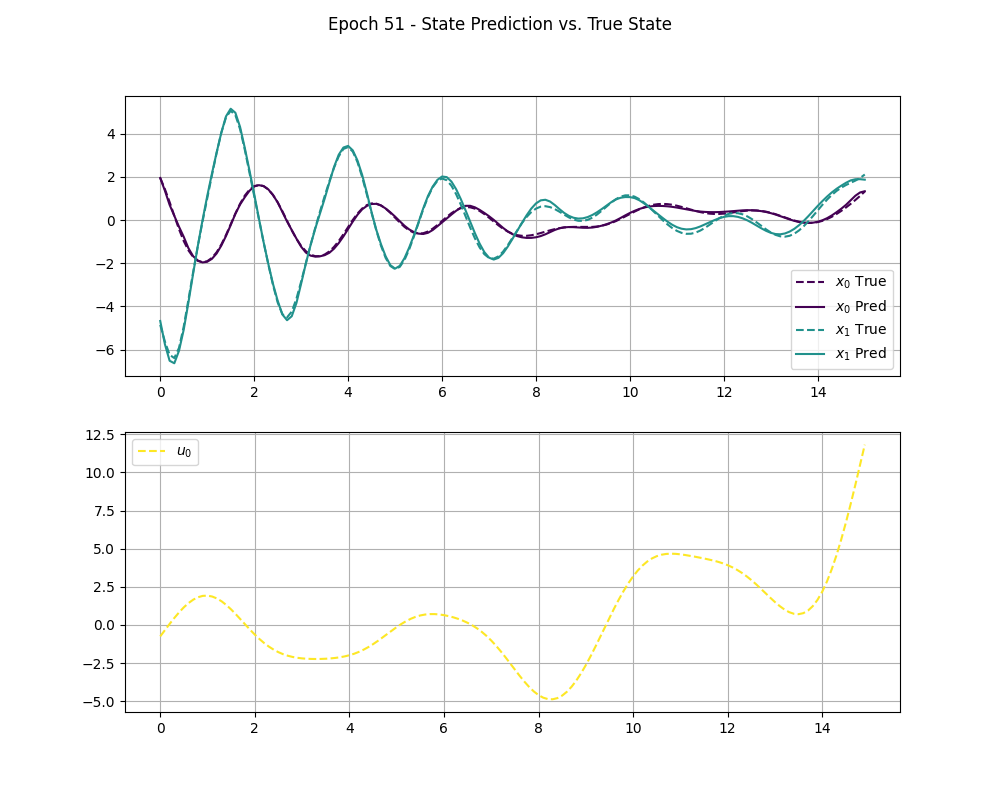 Epoch 51 - State Prediction vs. True State
4
2
0
−2
−4
−6
x₀ True
x₀ Pred
x₁ True
x₁ Pred
0 2 4 6 8 10 12 14
12.5
10.0
7.5
5.0
2.5
0.0
−2.5
−5.0
u₀
0 2 4 6 8 10 12 14